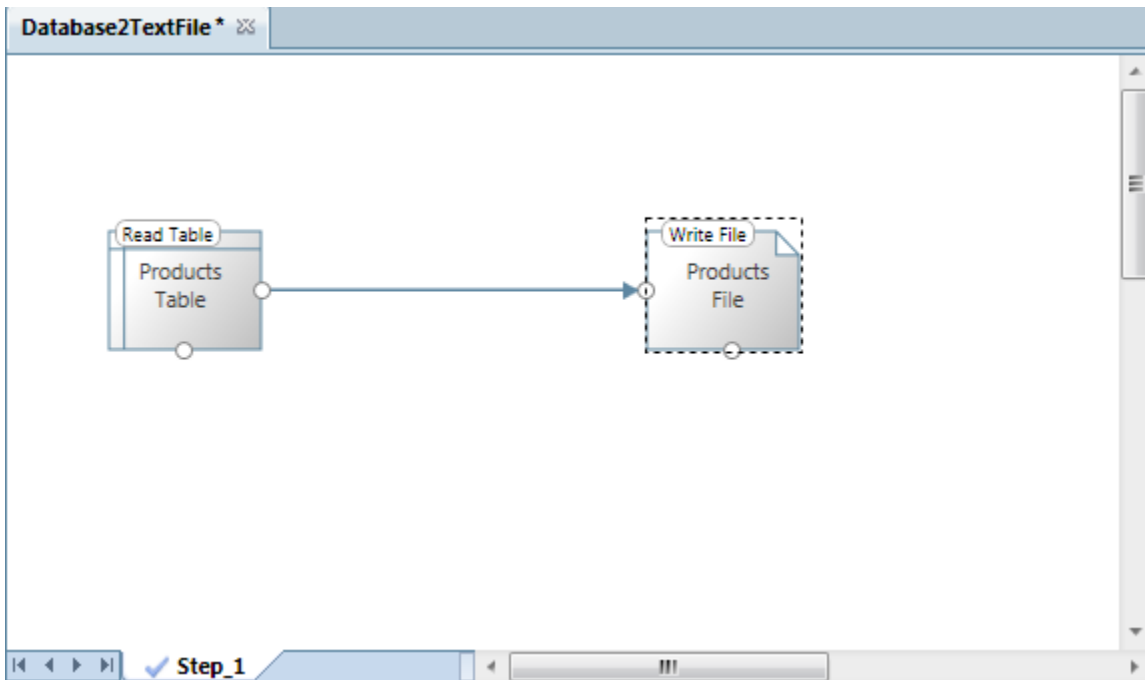 Database2TextFile*
Read Table
Products
Table
Write File
Products
File
Step_1